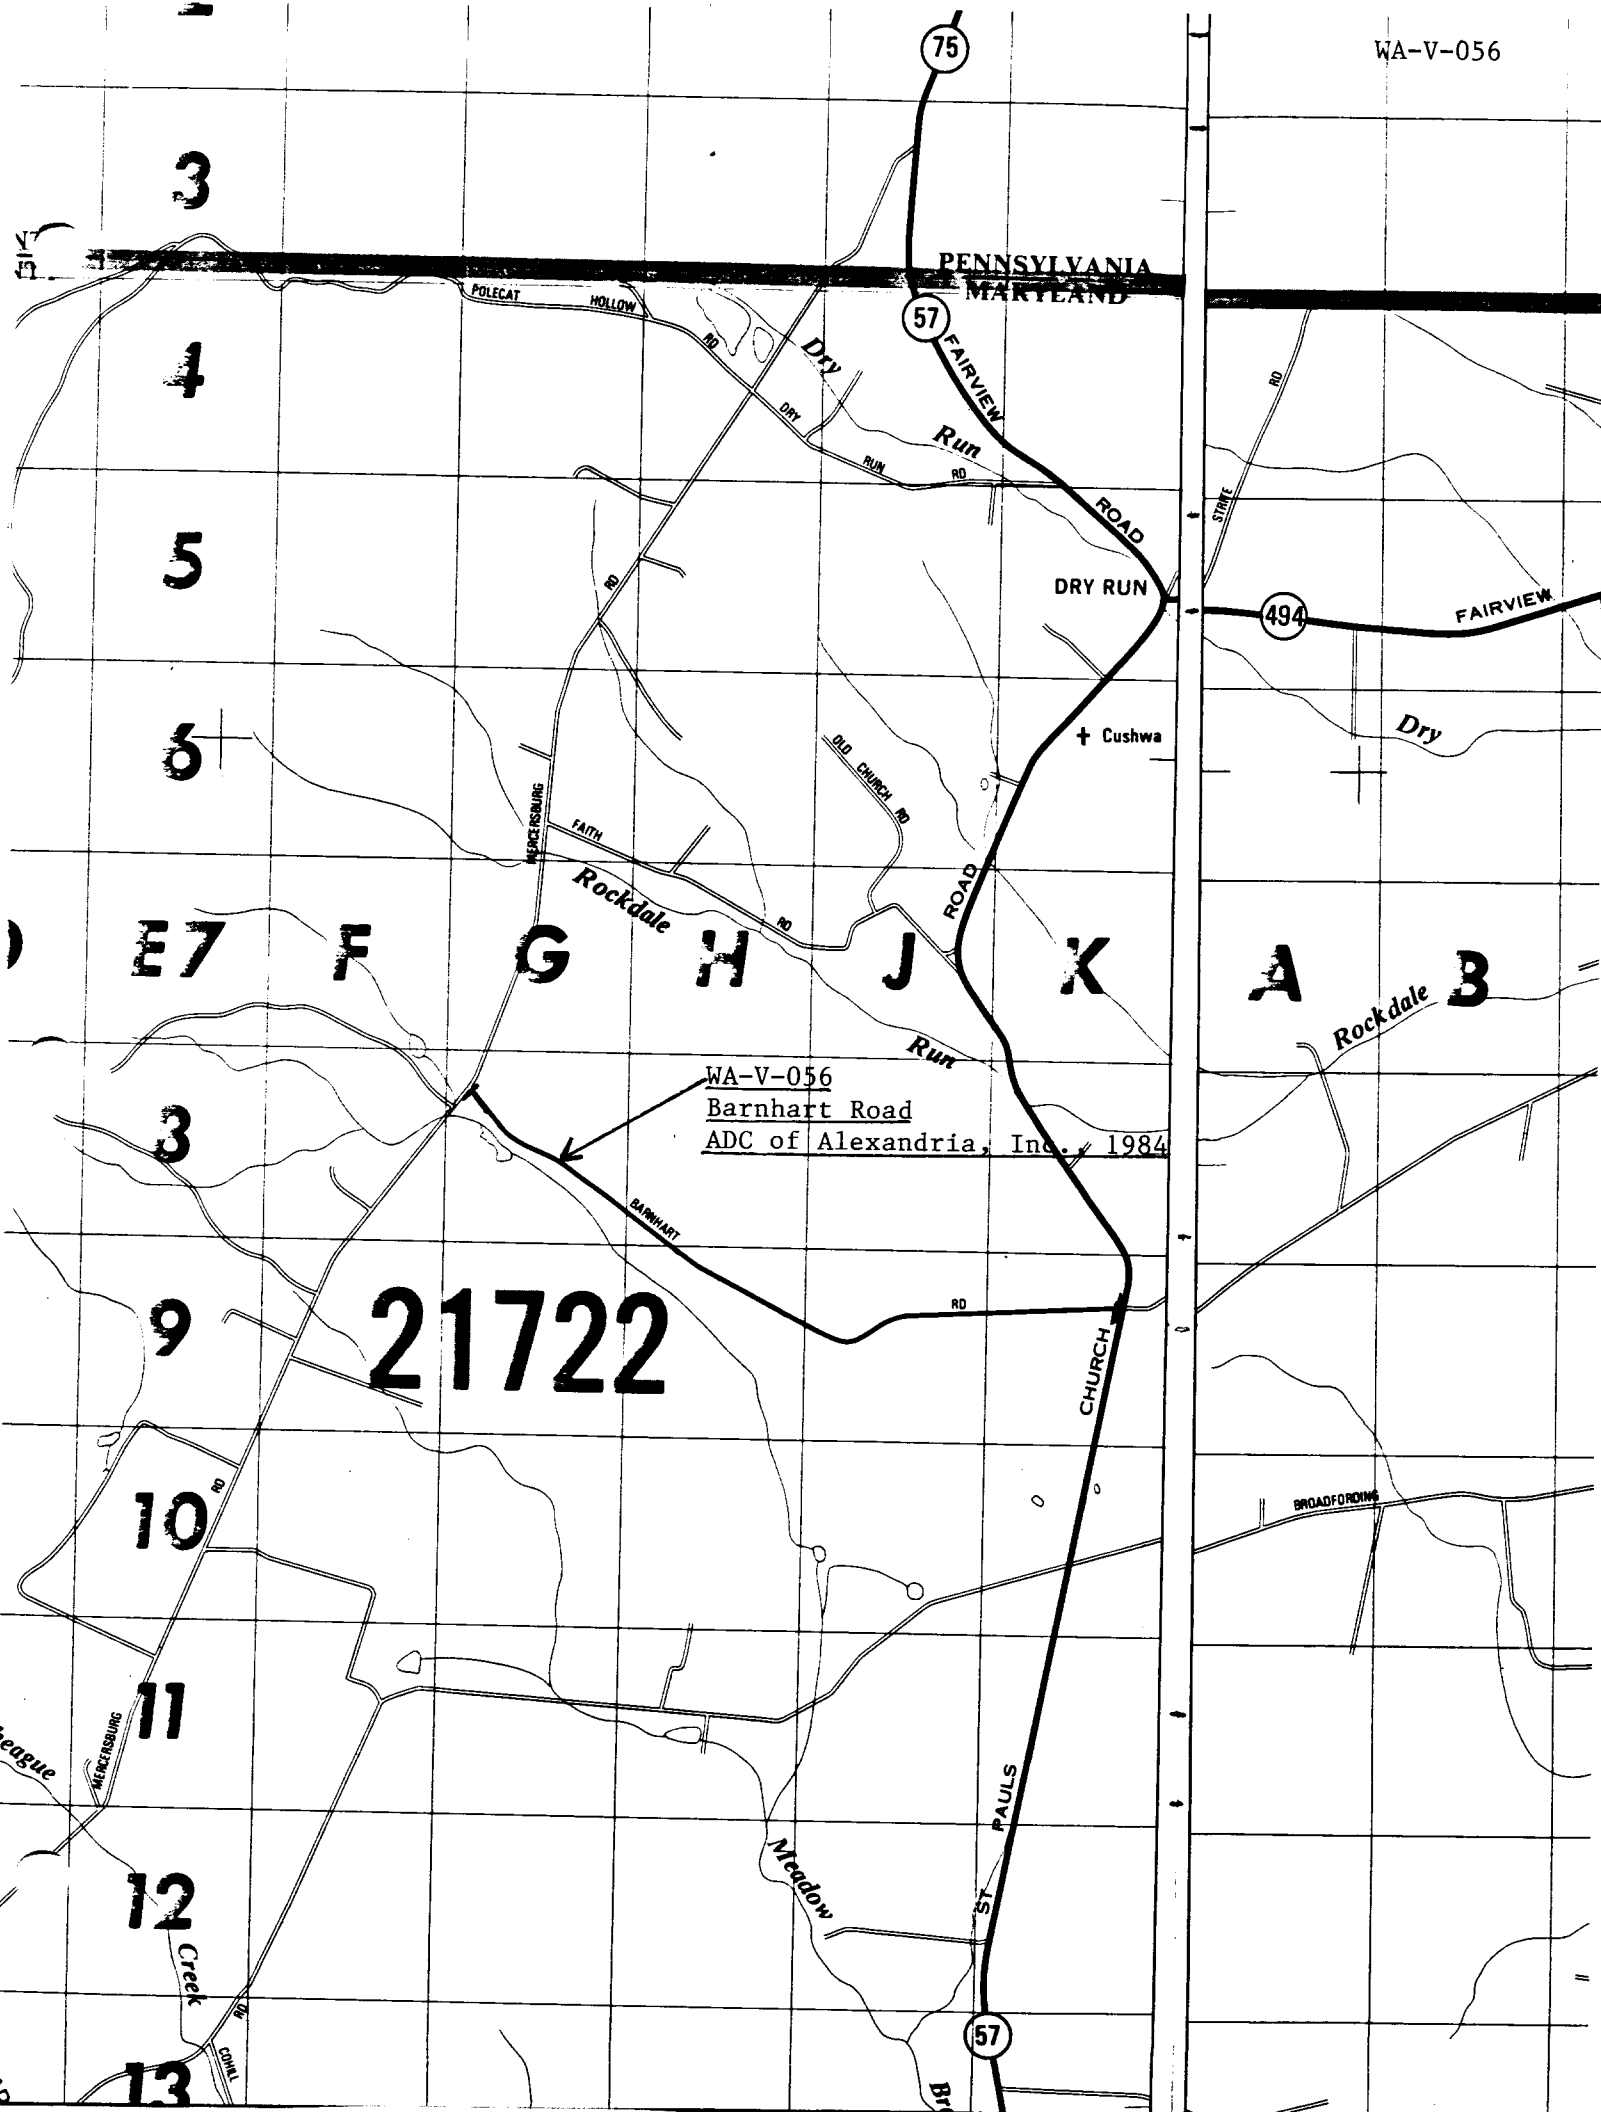 75
WA-V-056
3
PENNSYLVANIA
MARYLAND
POLECAT HOLLOW RD
57
FAIRVIEW
Dry
4
RD
DRY RUN RD
Run
ROAD
STRITE
5
RD
DRY RUN
494
FAIRVIEW
6
Cushwa
Dry
OLD CHURCH RD
MERCERSBURG
FAITH RD
Rockdale
ROAD
E7 F G H J K A B
Rockdale
Run
WA-V-056
Barnhart Road
ADC of Alexandria, Inc., 1984
BARNHART RD
9
21722
CHURCH
10
RD
BROADFORDING
11
MERCERSBURG
PAULS
12
Meadow
ST
Creek
RD
57
COHILL
13